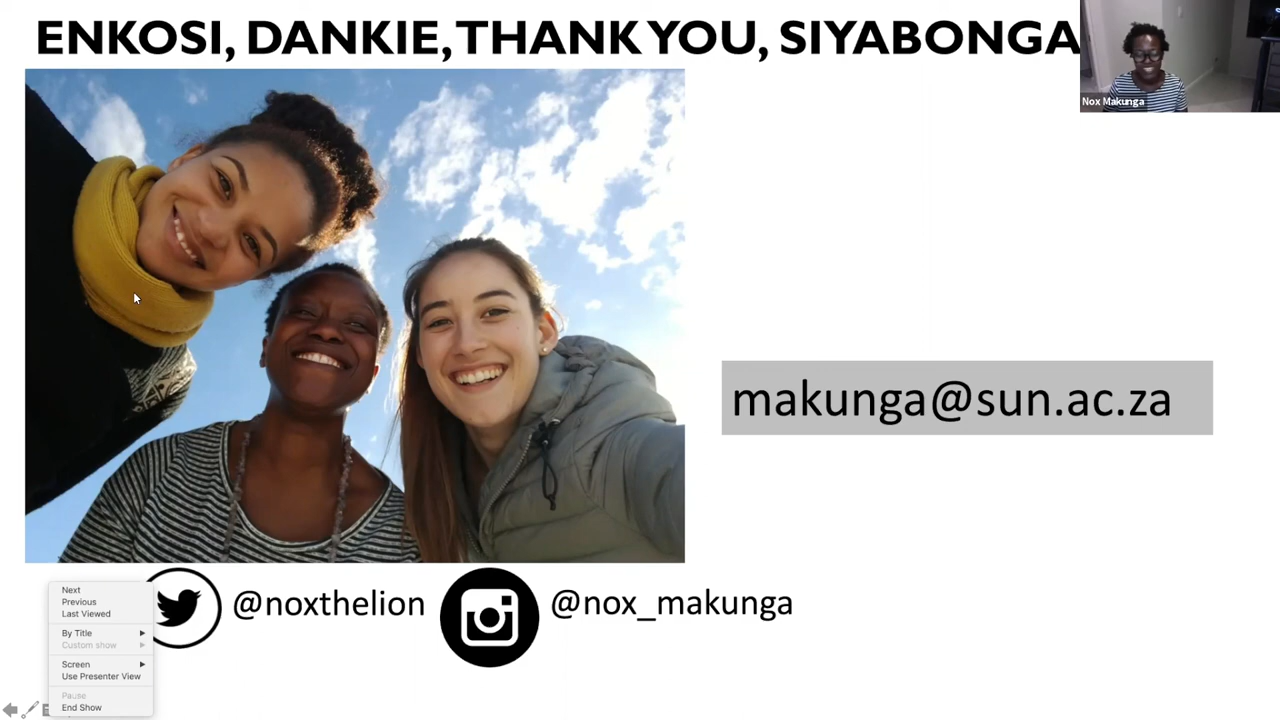 ENKOSI, DANKIE, THANK YOU, SIYABONGA
Nox Makunga
makunga@sun.ac.za
@noxthelion
@nox_makunga
Next
Previous
Last Viewed
By Title
Custom show
Screen
Use Presenter View
Pause
End Show